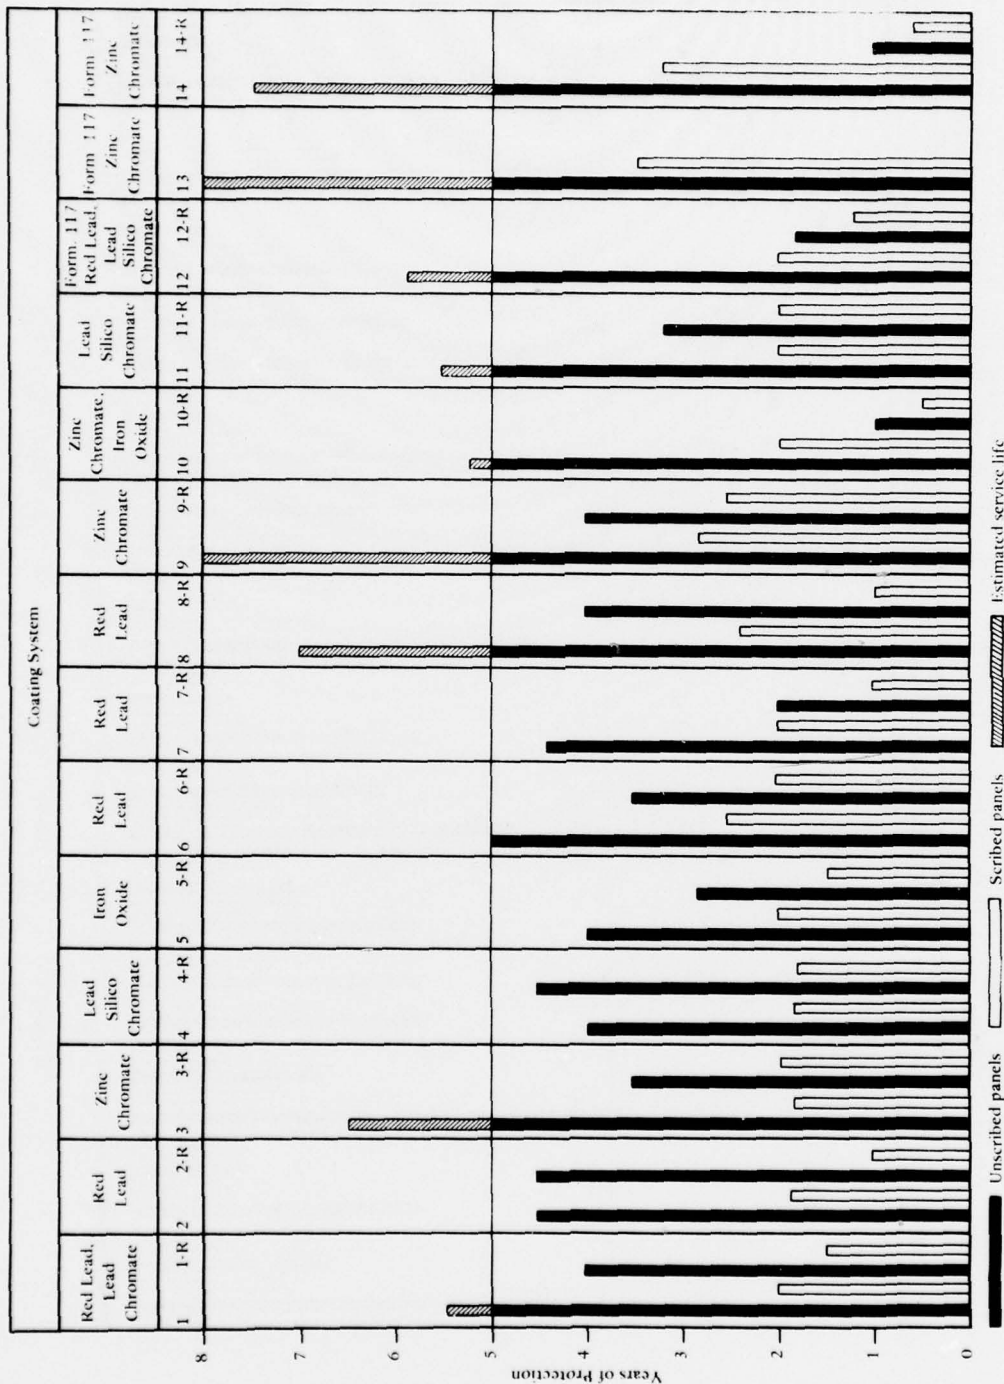 Coating System
Red Lead,
Lead
Chromate
Red
Lead
Zinc
Chromate
Lead
Silico
Chromate
Iron
Oxide
Red
Lead
Red
Lead
Red
Lead
Zinc
Chromate
Zinc
Chromate,
Iron
Oxide
Lead
Silico
Chromate
Form. 117
Red Lead,
Lead
Silico
Chromate
Form 117
Zinc
Chromate
Form 117
Zinc
Chromate
1 1-R 2 2-R 3 3-R 4 4-R 5 5-R 6 6-R 7 7-R 8 8-R 9 9-R 10 10-R 11 11-R 12 12-R 13 14 14-R
8
7
6
5
4
3
2
1
0
Years of Protection
Unscribed panels
Scribed panels
Estimated service life